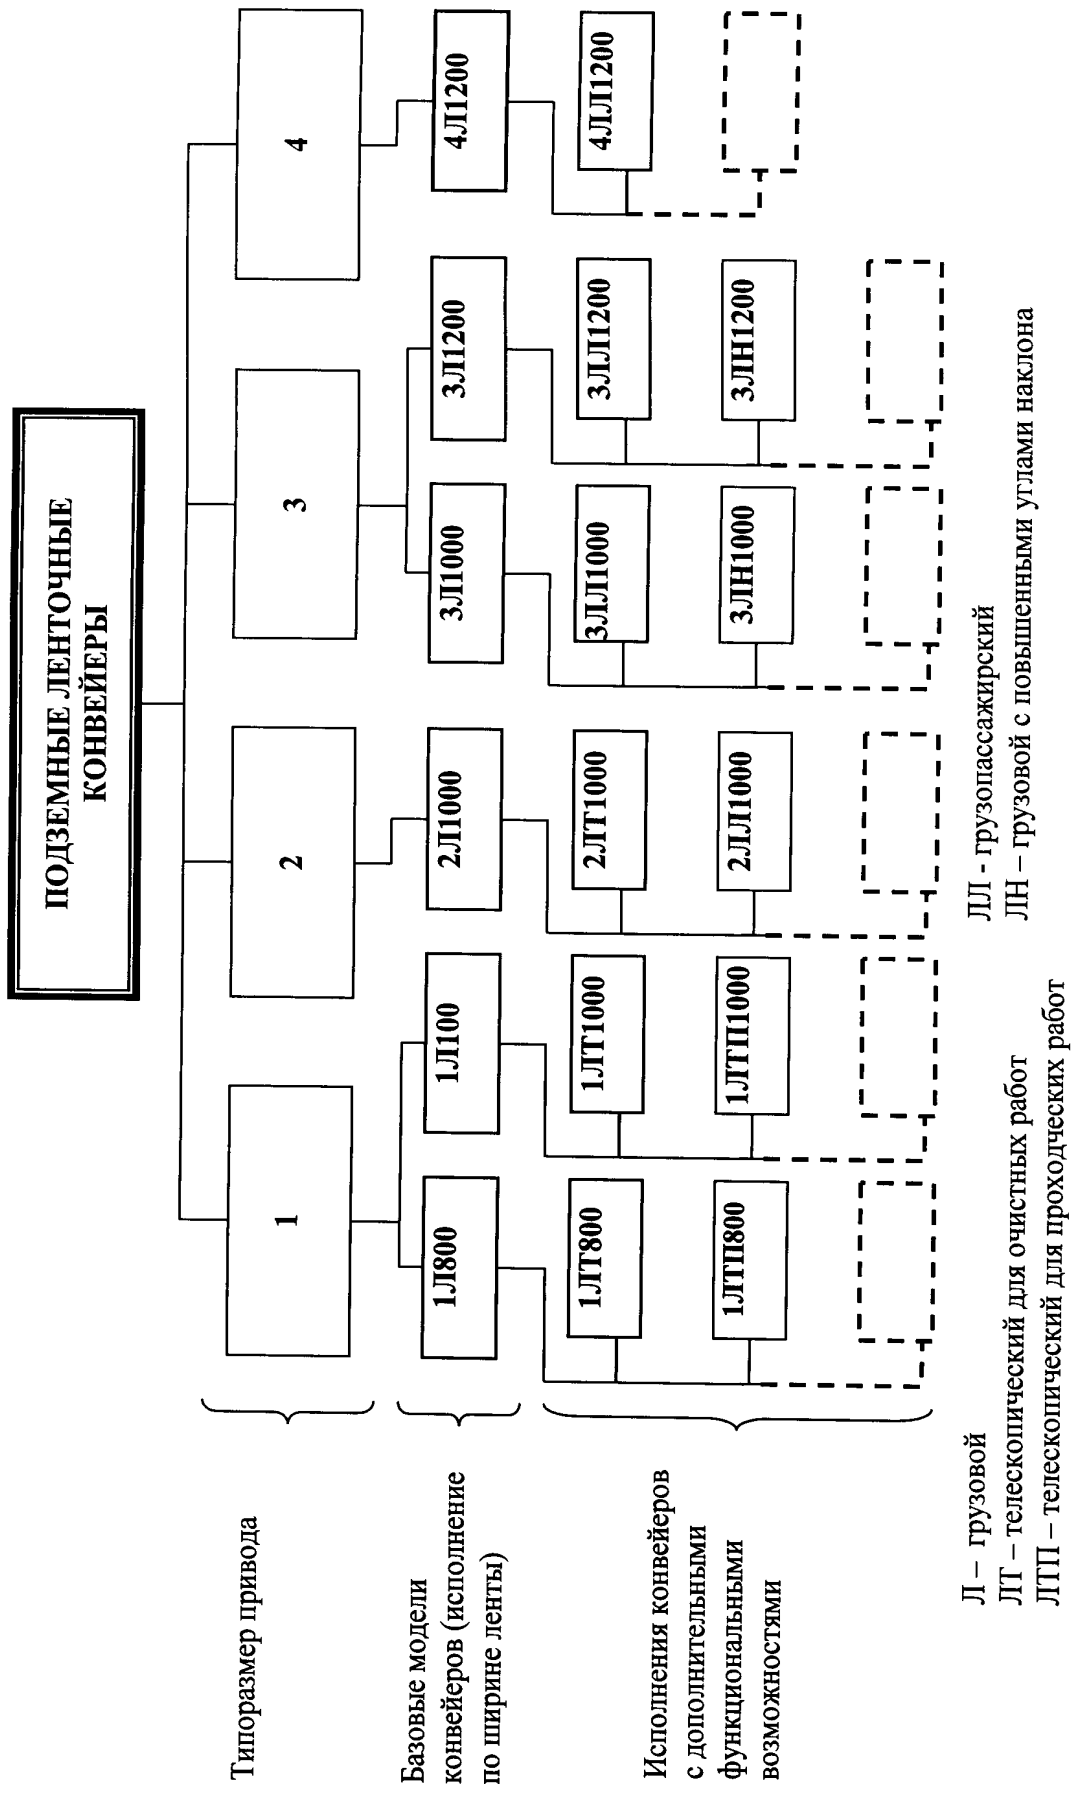 ПОДЗЕМНЫЕ ЛЕНТОЧНЫЕ
КОНВЕЙЕРЫ
Типоразмер привода
1
2
3
4
Базовые модели
конвейеров (исполнение
по ширине ленты)
1Л800
1Л100
2Л1000
3Л1000
3Л1200
4Л1200
Исполнения конвейеров
с дополнительными
функциональными
возможностями
1ЛТ800
1ЛТ1000
2ЛТ1000
3ЛЛ1000
3ЛЛ1200
4ЛЛ1200
1ЛТП800
1ЛТП1000
2ЛЛ1000
3ЛН1000
3ЛН1200
Л – грузовой
ЛТ – телескопический для очистных работ
ЛТП – телескопический для проходческих работ
ЛЛ - грузопассажирский
ЛН – грузовой с повышенными углами наклона